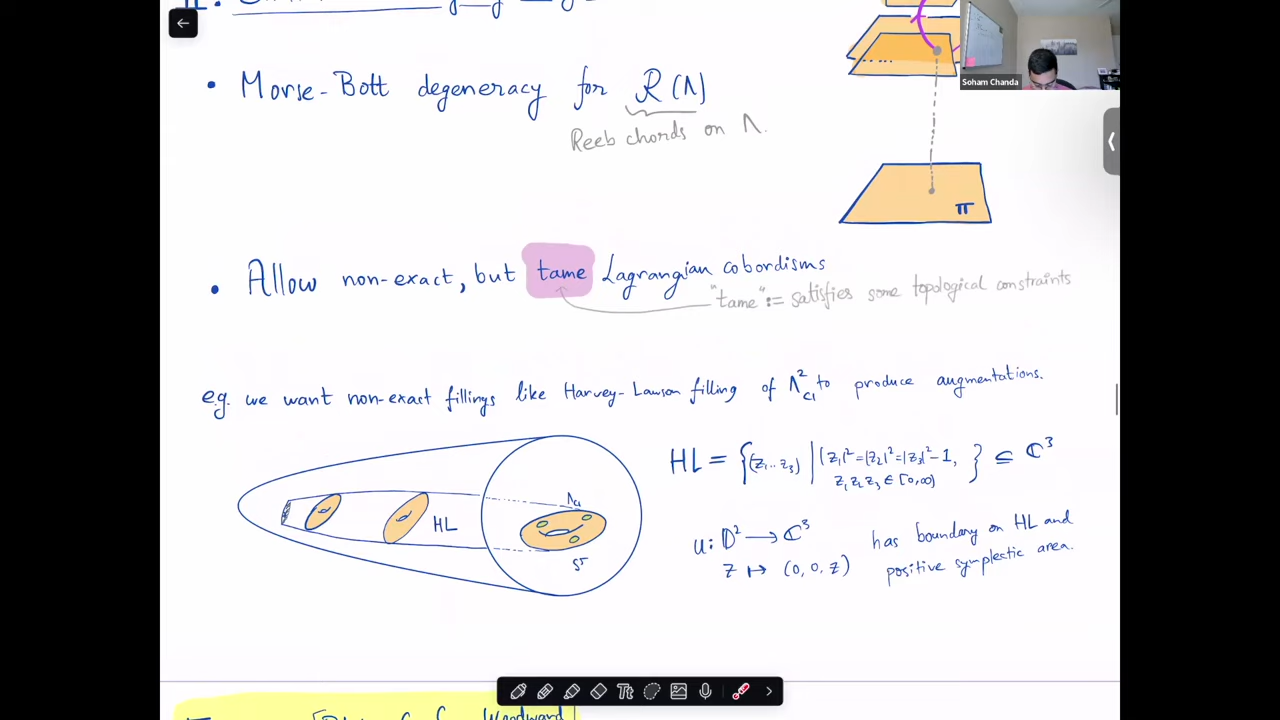 Soham Chanda
• Morse-Bott degeneracy for R(Λ)
Reeb chords on Λ.
π
• Allow non-exact, but tame Lagrangian cobordisms
"tame" := satisfies some topological constraints
e.g. we want non-exact fillings like Harvey-Lawson filling of Λ²_Cl to produce augmentations.
HL = {(z₁...z₃) | |z₁|²=|z₂|²=|z₃|²-1,
z₁z₂z₃ ∈ [0,∞) } ⊆ ℂ³
Λ_Cl
HL
S⁵
u: D² → ℂ³ has boundary on HL and
z ↦ (0,0,z) positive symplectic area.
Woodward]